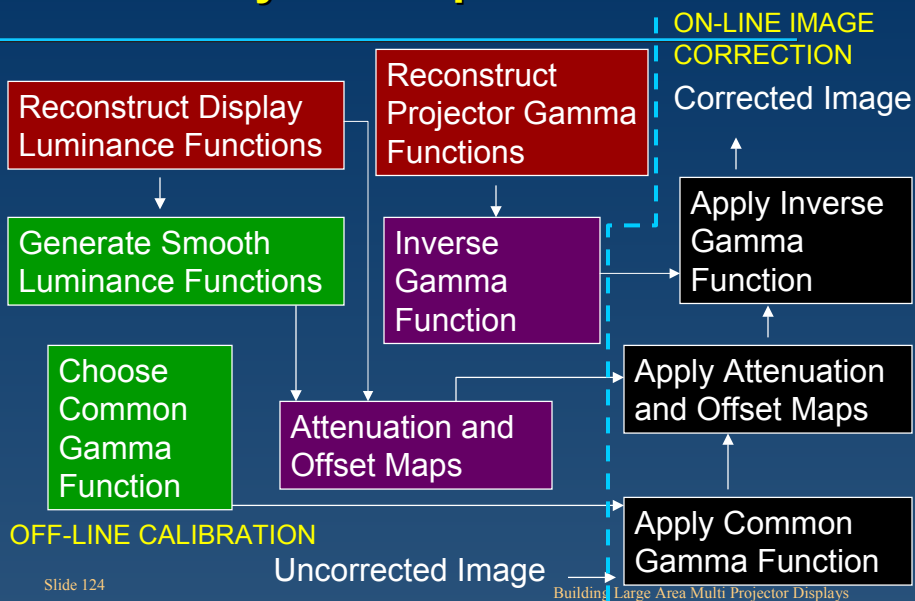 ON-LINE IMAGE
CORRECTION
Reconstruct Display
Luminance Functions
Reconstruct
Projector Gamma
Functions
Corrected Image
Generate Smooth
Luminance Functions
Inverse
Gamma
Function
Apply Inverse
Gamma
Function
Choose
Common
Gamma
Function
Attenuation and
Offset Maps
Apply Attenuation
and Offset Maps
OFF-LINE CALIBRATION
Uncorrected Image
Apply Common
Gamma Function
Slide 124
Building Large Area Multi Projector Displays